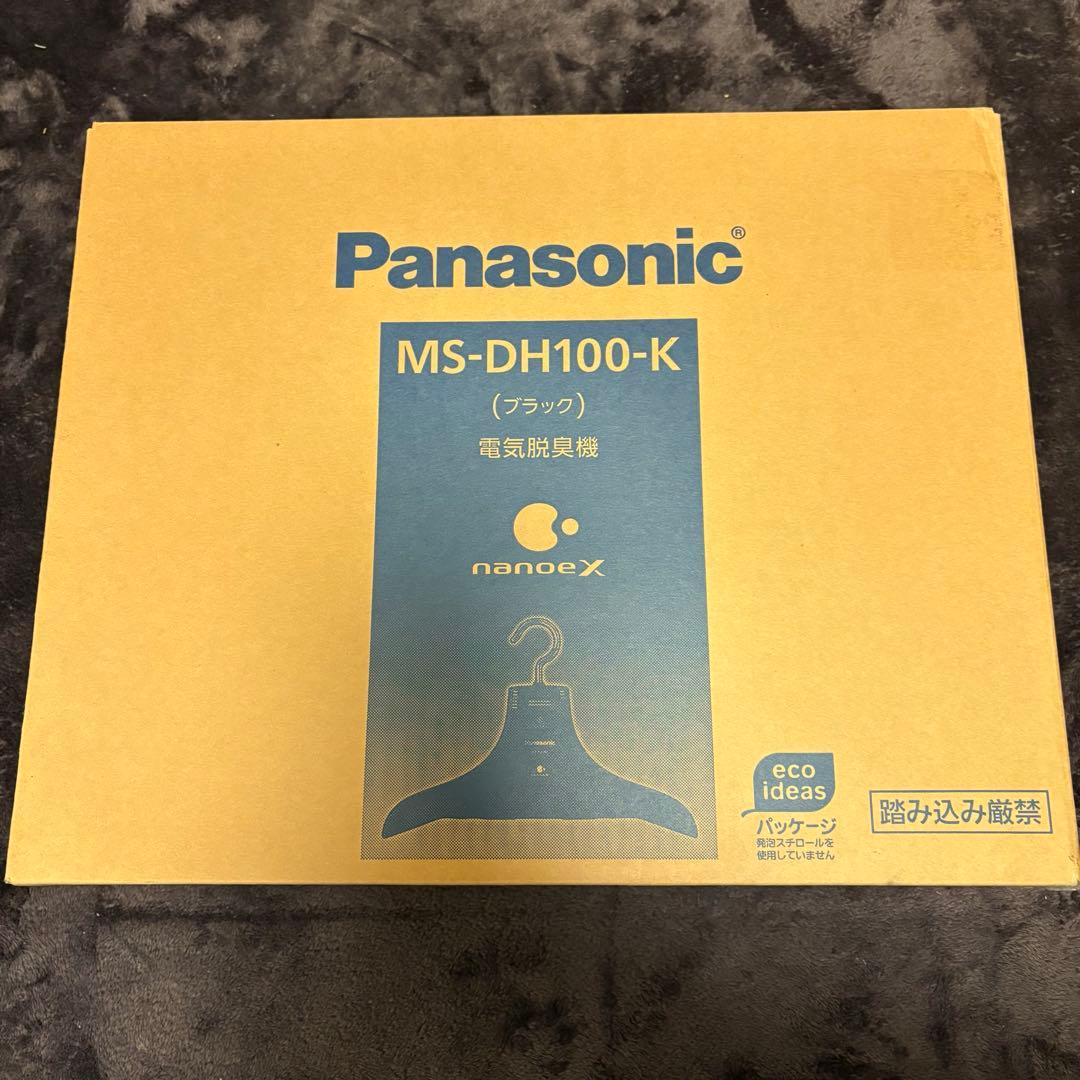 Panasonic®
MS-DH100-K
(ブラック)
電気脱臭機
nanoeX
Panasonic
eco
ideas
パッケージ
発泡スチロールを
使用していません
踏み込み厳禁